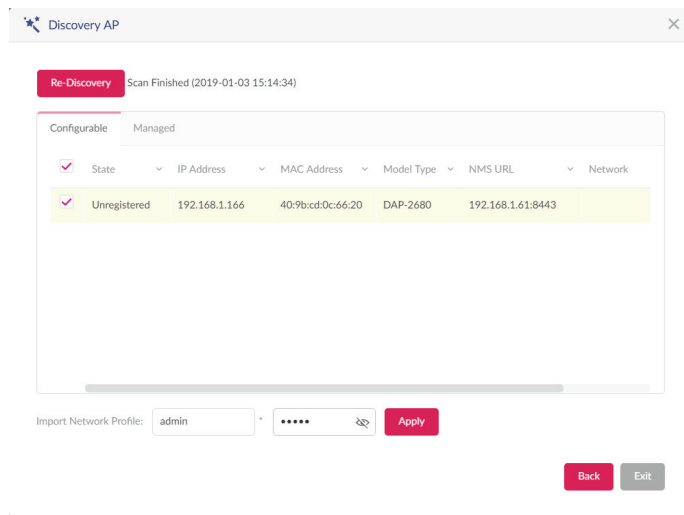 Discovery AP
Re-Discovery Scan Finished (2019-01-03 15:14:34)
Configurable Managed
State IP Address MAC Address Model Type NMS URL Network
Unregistered 192.168.1.166 40:9b:cd:0c:66:20 DAP-2680 192.168.1.61:8443
Import Network Profile: admin * ••••• Apply
Back Exit